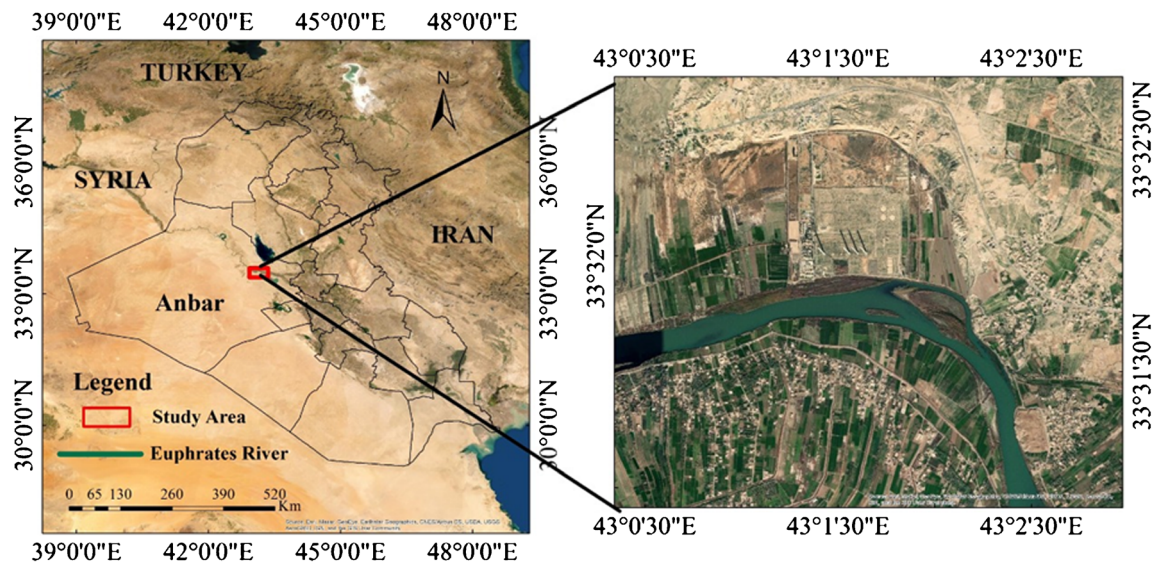 39°0'0"E 42°0'0"E 45°0'0"E 48°0'0"E
TURKEY
N
SYRIA
IRAN
Anbar
Legend
Study Area
Euphrates River
0 65 130 260 390 520
Km
36°0'0"N
33°0'0"N
30°0'0"N
36°0'0"N
33°0'0"N
30°0'0"N
39°0'0"E 42°0'0"E 45°0'0"E 48°0'0"E
43°0'30"E 43°1'30"E 43°2'30"E
33°32'0"N
33°32'30"N
33°31'30"N
43°0'30"E 43°1'30"E 43°2'30"E